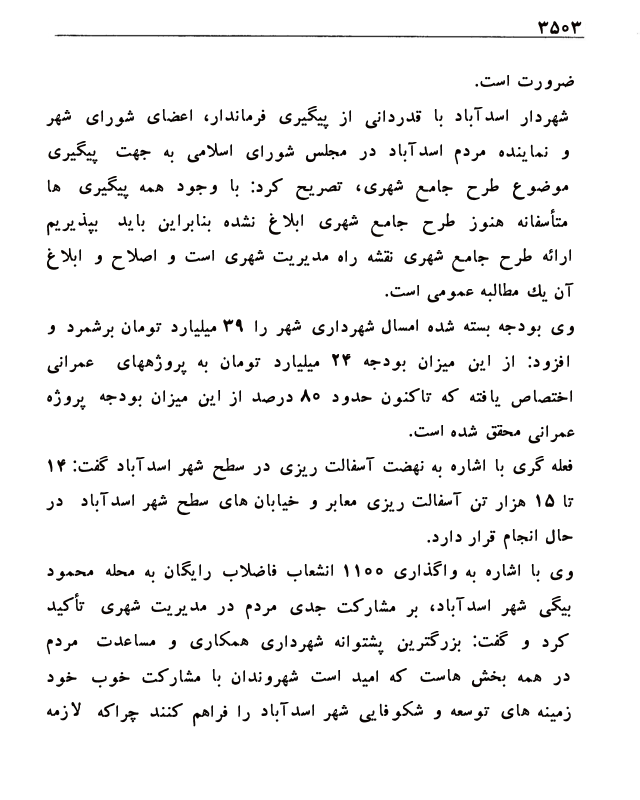 ۳۵۰۳
ضرورت است.
شهردار اسدآباد با قدردانی از پیگیری فرماندار، اعضای شورای شهر
و نماینده مردم اسدآباد در مجلس شورای اسلامی به جهت پیگیری
موضوع طرح جامع شهری، تصریح کرد: با وجود همه پیگیری ها
متأسفانه هنوز طرح جامع شهری ابلاغ نشده بنابراین باید بپذیریم
ارائه طرح جامع شهری نقشه راه مدیریت شهری است و اصلاح و ابلاغ
آن یك مطالبه عمومی است.
وی بودجه بسته شده امسال شهرداری شهر را ۳۹ میلیارد تومان برشمرد و
افزود: از این میزان بودجه ۲۴ میلیارد تومان به پروژههای عمرانی
اختصاص یافته که تاکنون حدود ۸۰ درصد از این میزان بودجه پروژه
عمرانی محقق شده است.
فعله گری با اشاره به نهضت آسفالت ریزی در سطح شهر اسدآباد گفت: ۱۴
تا ۱۵ هزار تن آسفالت ریزی معابر و خیابان های سطح شهر اسدآباد در
حال انجام قرار دارد.
وی با اشاره به واگذاری ۱۱۰۰ انشعاب فاضلاب رایگان به محله محمود
بیگی شهر اسدآباد، بر مشارکت جدی مردم در مدیریت شهری تأکید
کرد و گفت: بزرگترین پشتوانه شهرداری همکاری و مساعدت مردم
در همه بخش هاست که امید است شهروندان با مشارکت خوب خود
زمینه های توسعه و شکوفایی شهر اسدآباد را فراهم کنند چراکه لازمه